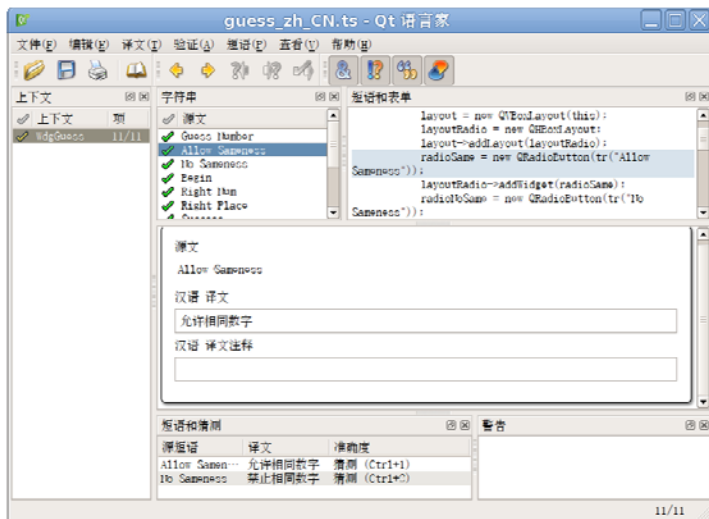 guess_zh_CN.ts - Qt 语言家
文件(F) 编辑(E) 译文(T) 验证(A) 短语(P) 查看(V) 帮助(H)
上下文
上下文 项
WdgGuess 11/11
字符串
源文
Guess Number
Allow Sameness
No Sameness
Begin
Right Num
Right Place
短语和表单
layout = new QVBoxLayout(this);
layoutRadio = new QHBoxLayout;
layout->addLayout(layoutRadio);
radioSame = new QRadioButton(tr("Allow
Sameness"));
layoutRadio->addWidget(radioSame);
radioNoSame = new QRadioButton(tr("No
Sameness"));
源文
Allow Sameness
汉语 译文
允许相同数字
汉语 译文注释
短语和猜测
源短语 译文 准确度
Allow Samen… 允许相同数字 猜测 (Ctrl+1)
No Sameness 禁止相同数字 猜测 (Ctrl+2)
警告
11/11